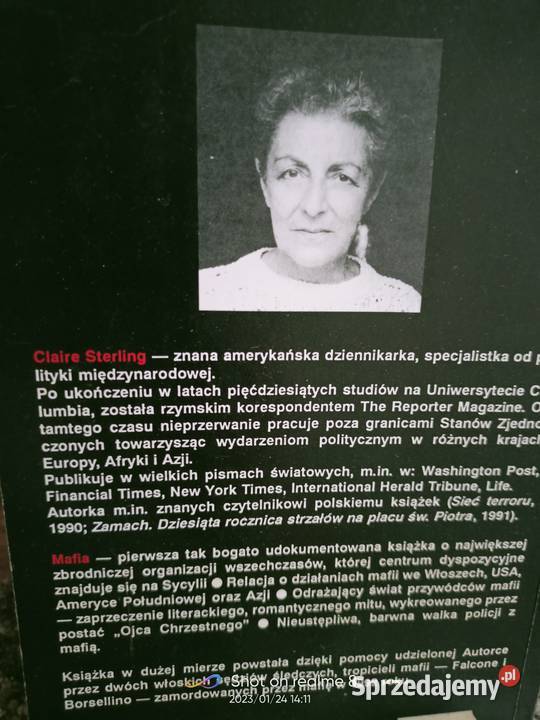 Claire Sterling — znana amerykańska dziennikarka, specjalistka od p
lityki międzynarodowej.
Po ukończeniu w latach pięćdziesiątych studiów na Uniwersytecie C
lumbia, została rzymskim korespondentem The Reporter Magazine. O
tamtego czasu nieprzerwanie pracuje poza granicami Stanów Zjedno
czonych towarzysząc wydarzeniom politycznym w różnych krajach
Europy, Afryki i Azji.
Publikuje w wielkich pismach światowych, m.in. w: Washington Post,
Financial Times, New York Times, International Herald Tribune, Life.
Autorka m.in. znanych czytelnikowi polskiemu książek (Sieć terroru,
1990; Zamach. Dziesiąta rocznica strzałów na placu św. Piotra, 1991).
Mafia — pierwsza tak bogato udokumentowana książka o największej
zbrodniczej organizacji wszechczasów, której centrum dyspozycyjne
znajduje się na Sycylii ● Relacja o działaniach mafii we Włoszech, USA,
Ameryce Południowej oraz Azji ● Odrażający świat przywódców mafii
— zaprzeczenie literackiego, romantycznego mitu, wykreowanego przez
postać „Ojca Chrzestnego” ● Nieustępliwa, barwna walka policji z
mafią.
Książka w dużej mierze powstała dzięki pomocy udzielonej Autorce
przez dwóch włoskich sędziów śledczych, tropicieli mafii — Falcone i
Borsellino — zamordowanych przez mafię
Shot on realme 8
2023/01/24 14:11
Sprzedajemy.pl